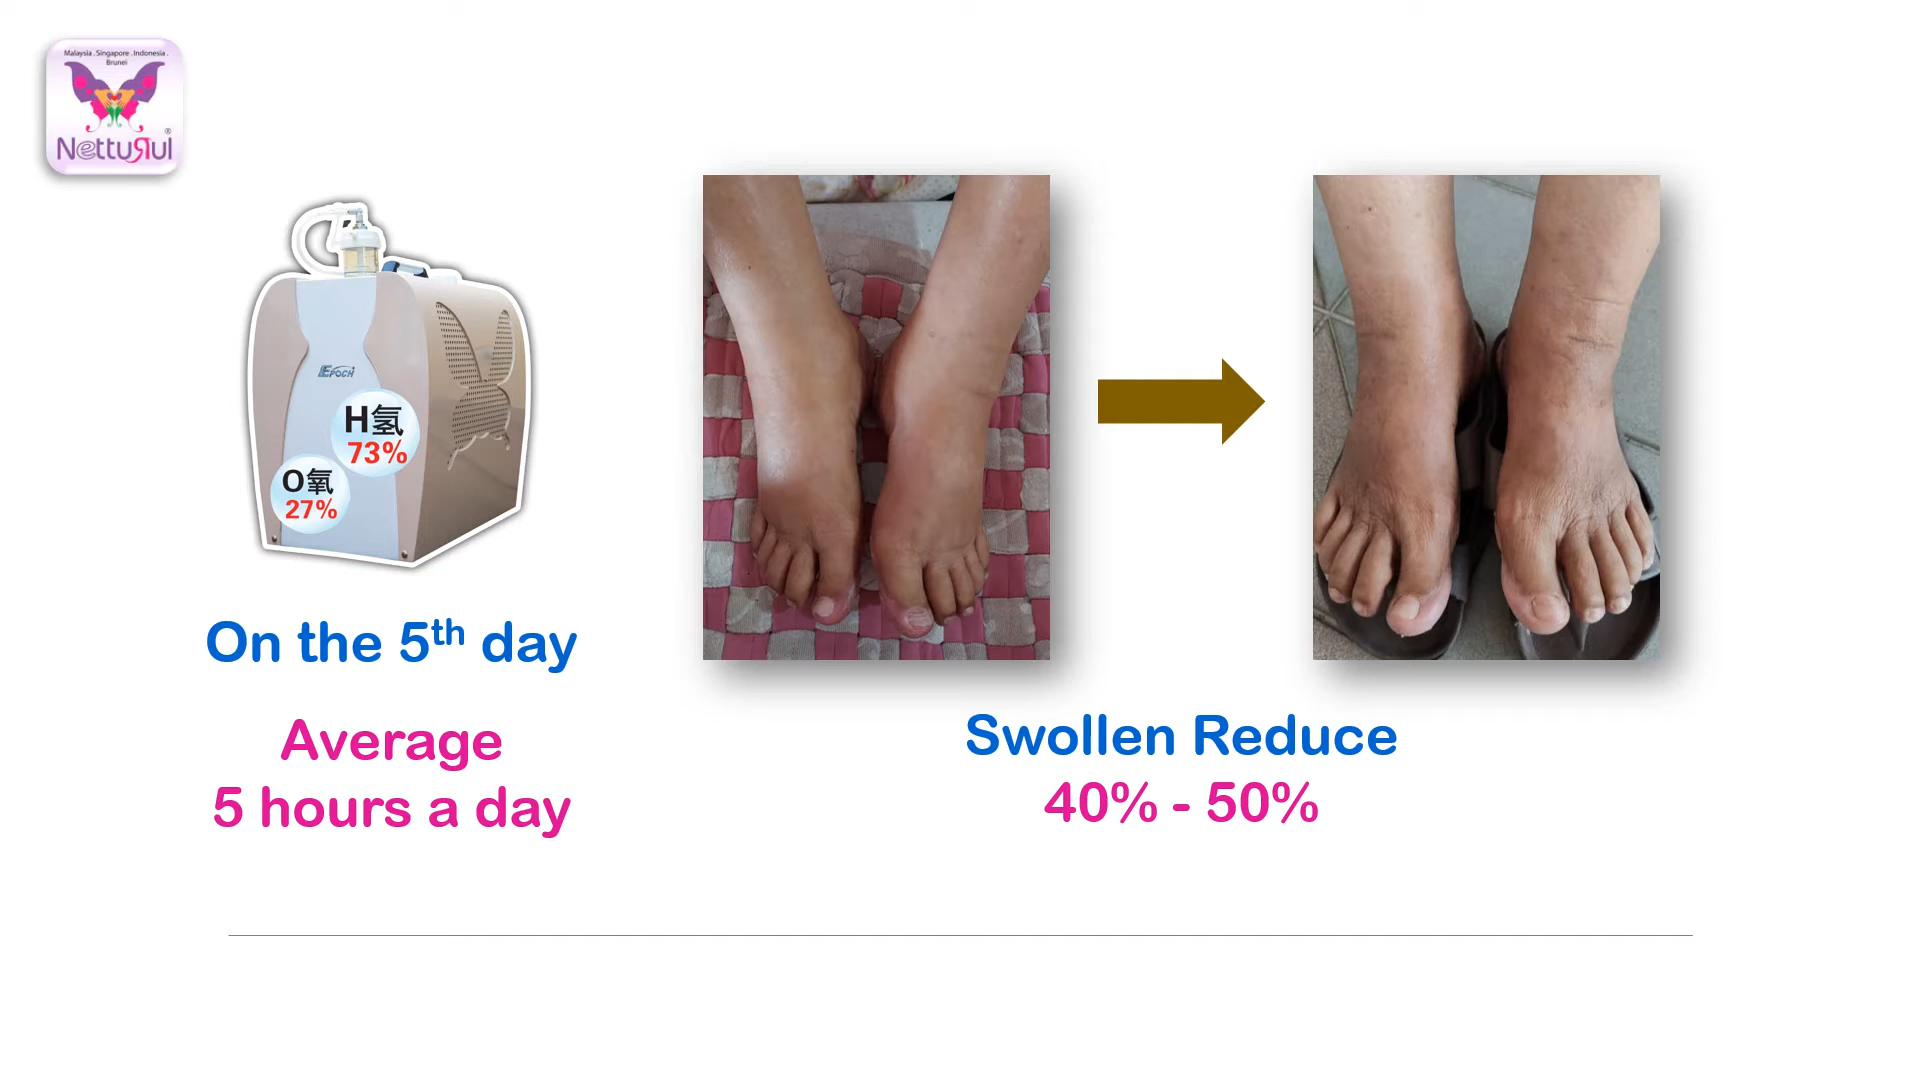 Malaysia . Singapore . Indonesia .
Brunei
NettuЯul®
EPOCH
H氢
73%
O氧
27%
On the 5th day
Average
5 hours a day
Swollen Reduce
40% - 50%